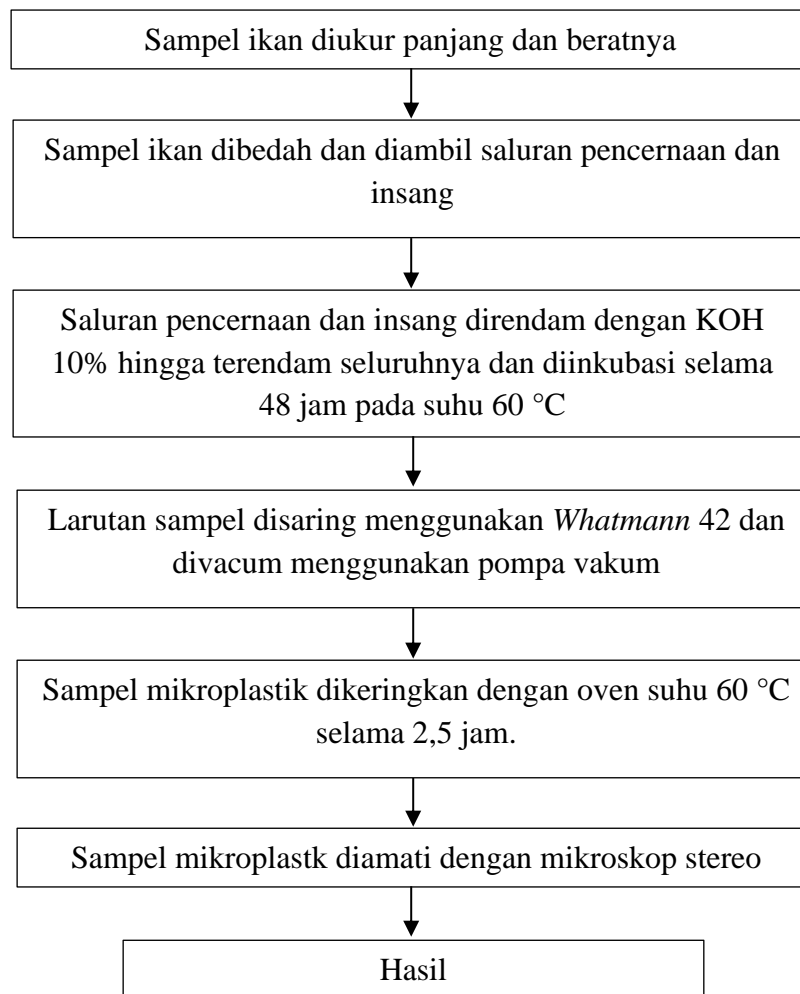 Sampel ikan diukur panjang dan beratnya
Sampel ikan dibedah dan diambil saluran pencernaan dan
insang
Saluran pencernaan dan insang direndam dengan KOH
10% hingga terendam seluruhnya dan diinkubasi selama
48 jam pada suhu 60 °C
Larutan sampel disaring menggunakan Whatmann 42 dan
divacum menggunakan pompa vakum
Sampel mikroplastik dikeringkan dengan oven suhu 60 °C
selama 2,5 jam.
Sampel mikroplastk diamati dengan mikroskop stereo
Hasil